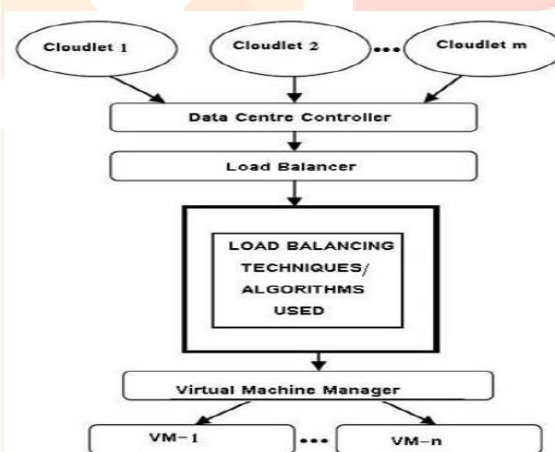 Cloudlet 1
Cloudlet 2
Cloudlet m
Data Centre Controller
Load Balancer
LOAD BALANCING
TECHNIQUES/
ALGORITHMS
USED
Virtual Machine Manager
VM-1
VM-n